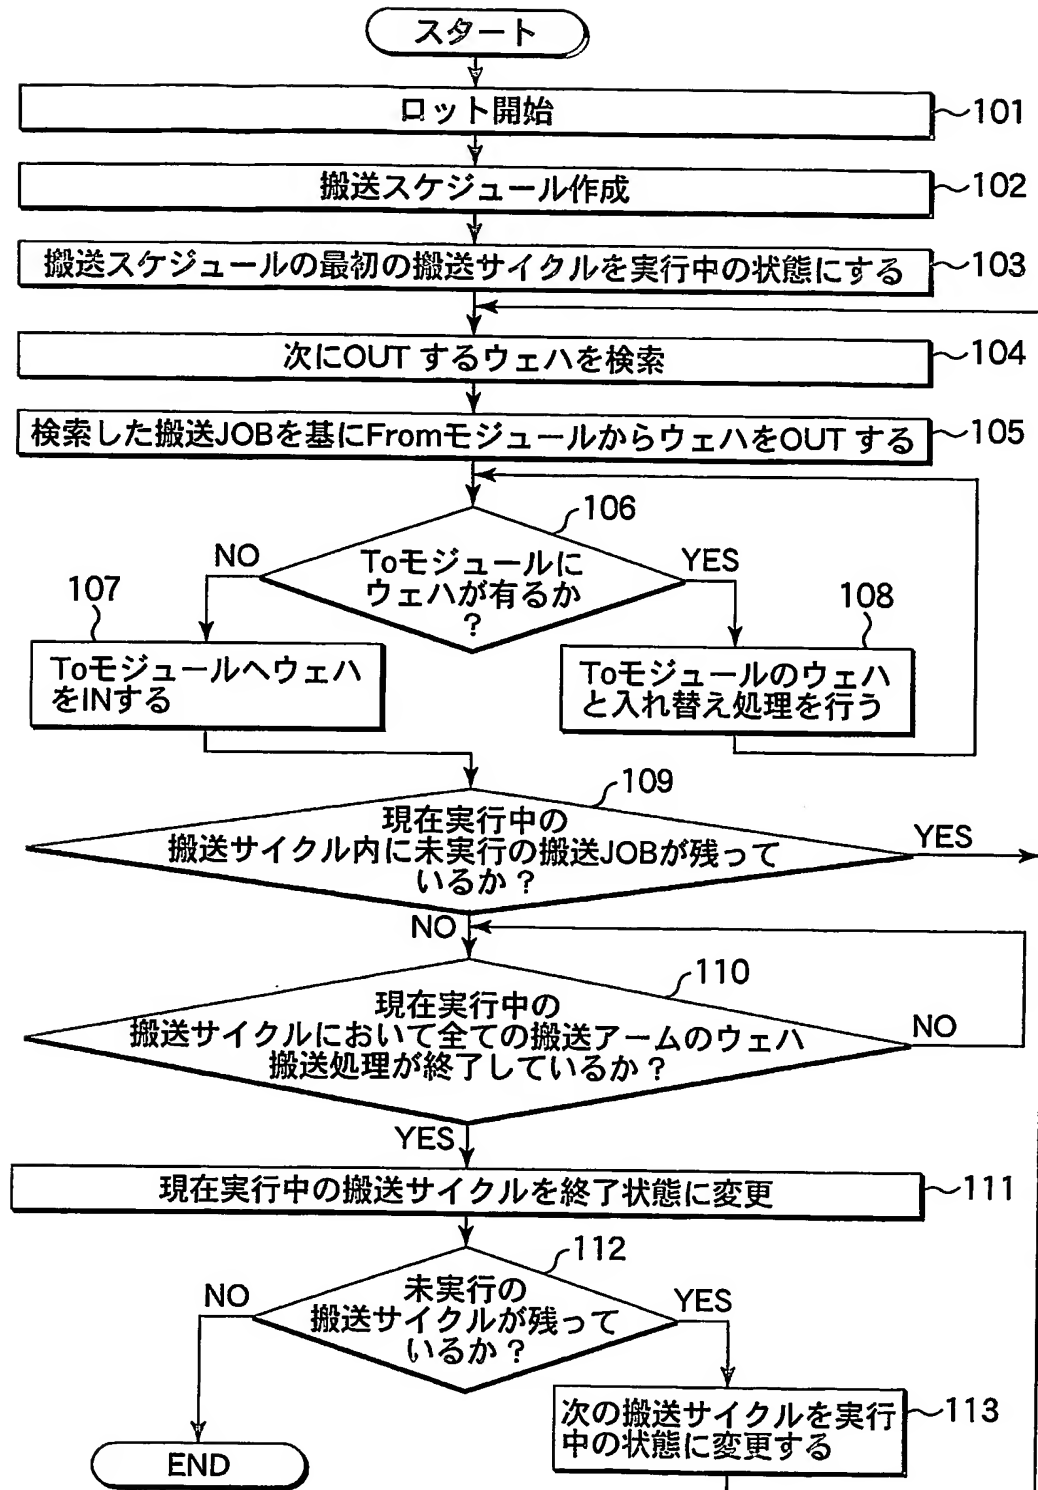 スタート
ロット開始
101
搬送スケジュール作成
102
搬送スケジュールの最初の搬送サイクルを実行中の状態にする
103
次にOUTするウェハを検索
104
検索した搬送JOBを基にFromモジュールからウェハをOUTする
105
106
NO
Toモジュールに
ウェハが有るか
?
YES
107
108
Toモジュールへウェハ
をINする
Toモジュールのウェハ
と入れ替え処理を行う
109
現在実行中の
搬送サイクル内に未実行の搬送JOBが残って
いるか?
YES
NO
110
現在実行中の
搬送サイクルにおいて全ての搬送アームのウェハ
搬送処理が終了しているか?
NO
YES
現在実行中の搬送サイクルを終了状態に変更
111
112
NO
未実行の
搬送サイクルが残って
いるか?
YES
次の搬送サイクルを実行
中の状態に変更する
113
END